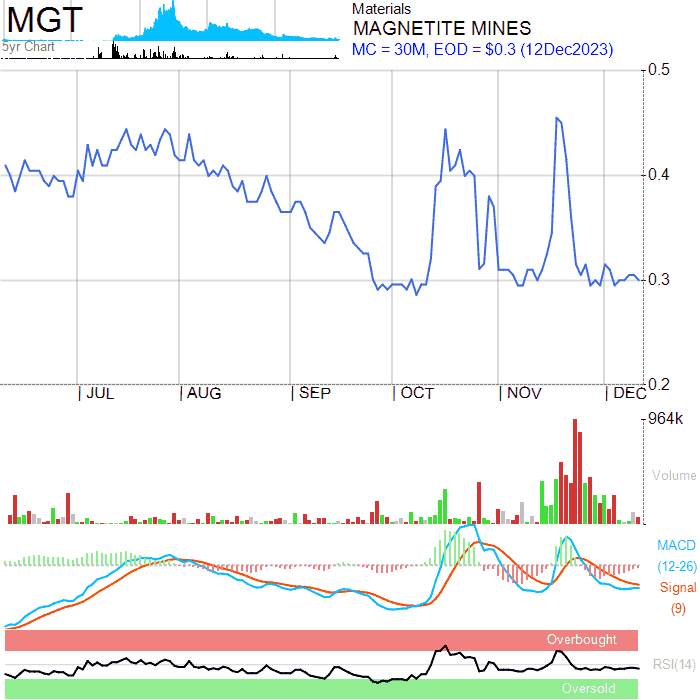 MGT
5yr Chart
Materials
MAGNETITE MINES
MC = 30M, EOD = $0.3 (12Dec2023)
0.5
0.4
0.3
0.2
JUL AUG SEP OCT NOV DEC
964k
Volume
MACD
(12-26)
Signal
(9)
Overbought
RSI(14)
Oversold